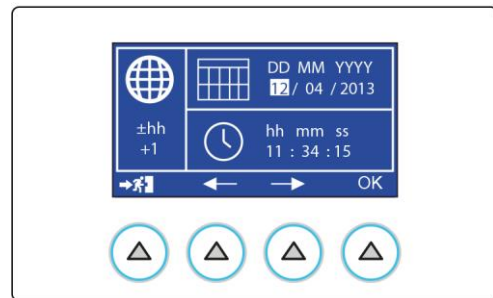 ±hh
+1
DD MM YYYY
12 / 04 / 2013
hh mm ss
11 : 34 : 15
OK